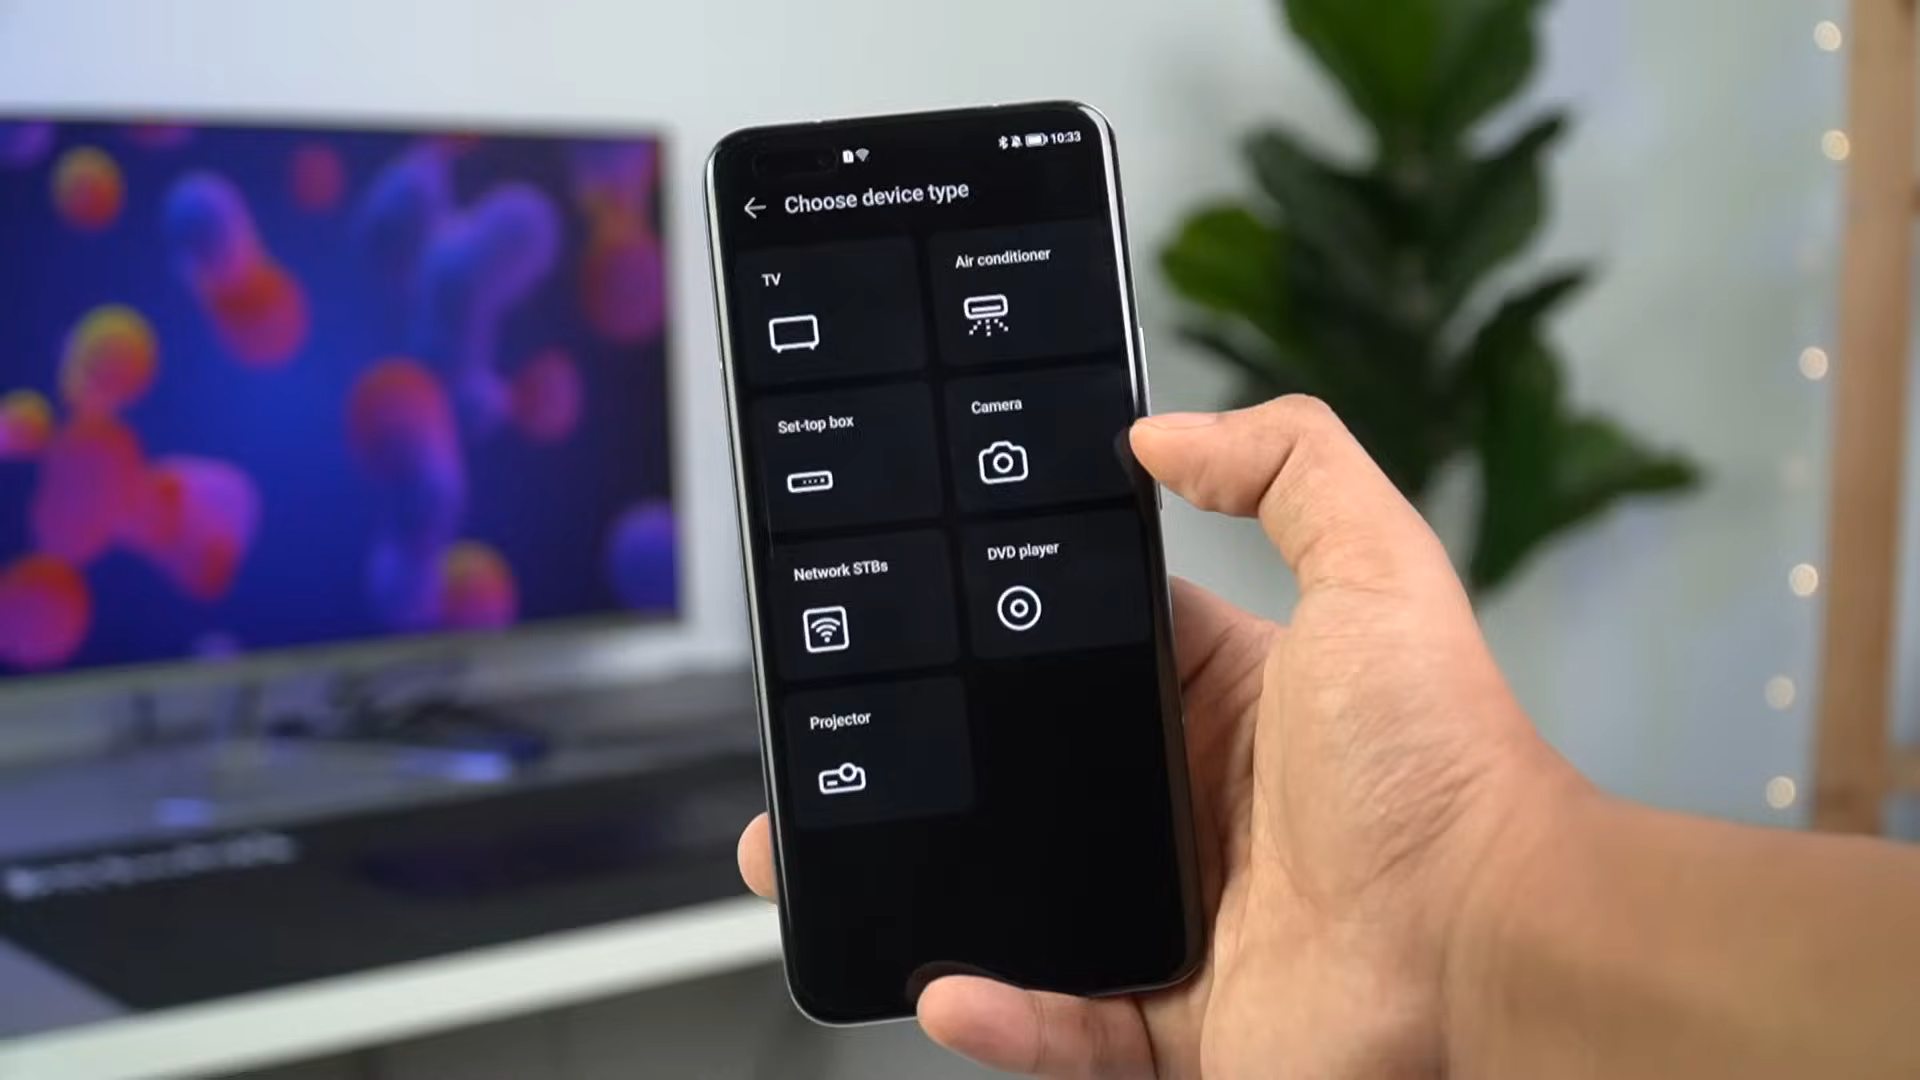 10:33
Choose device type
TV
Air conditioner
Set-top box
Camera
Network STBs
DVD player
Projector